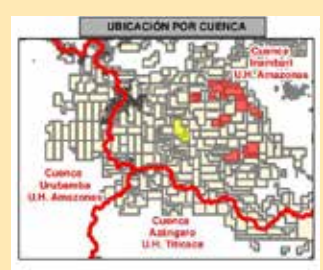 UBICACIÓN POR CUENCA
Cuenca
Inambari
U.H. Amazonas
Cuenca
Urubamba
U.H. Amazonas
Cuenca
Azángaro
U.H. Titicaca